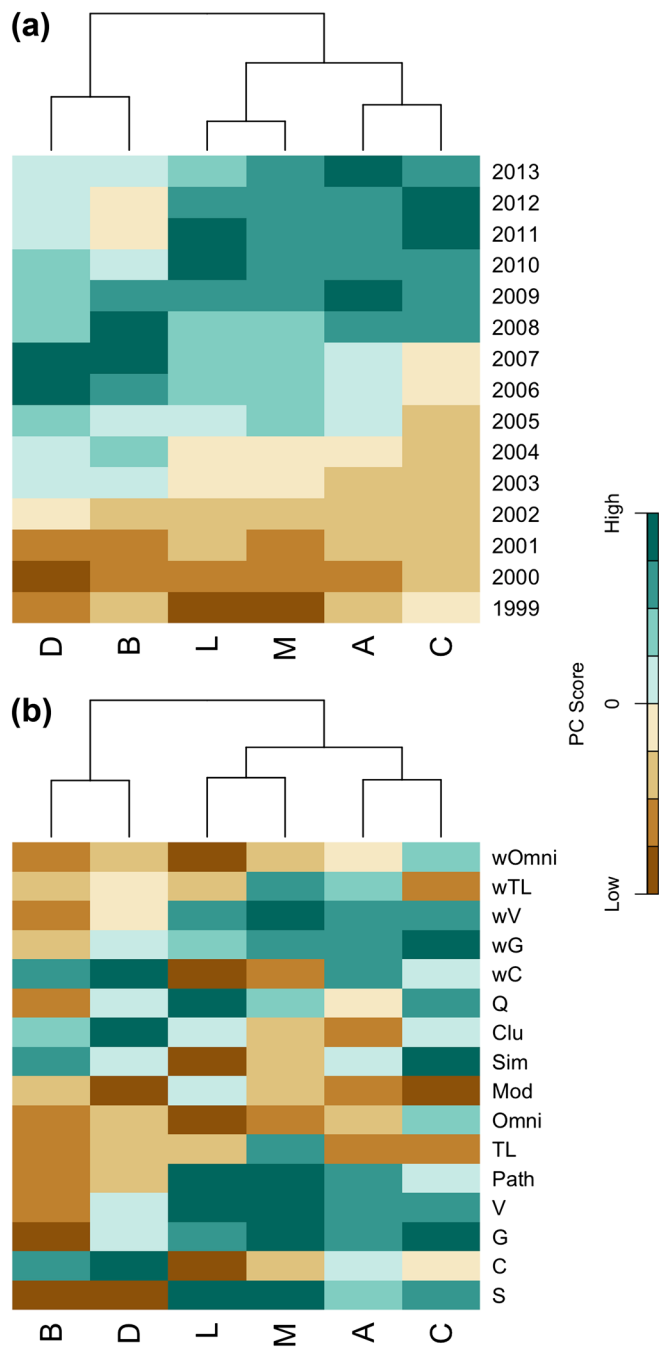 (a)
2013
2012
2011
2010
2009
2008
2007
2006
2005
2004
2003
2002
2001
2000
1999
D B L M A C
High
0
Low
PC Score
(b)
wOmni
wTL
wV
wG
wC
Q
Clu
Sim
Mod
Omni
TL
Path
V
G
C
S
B D L M A C